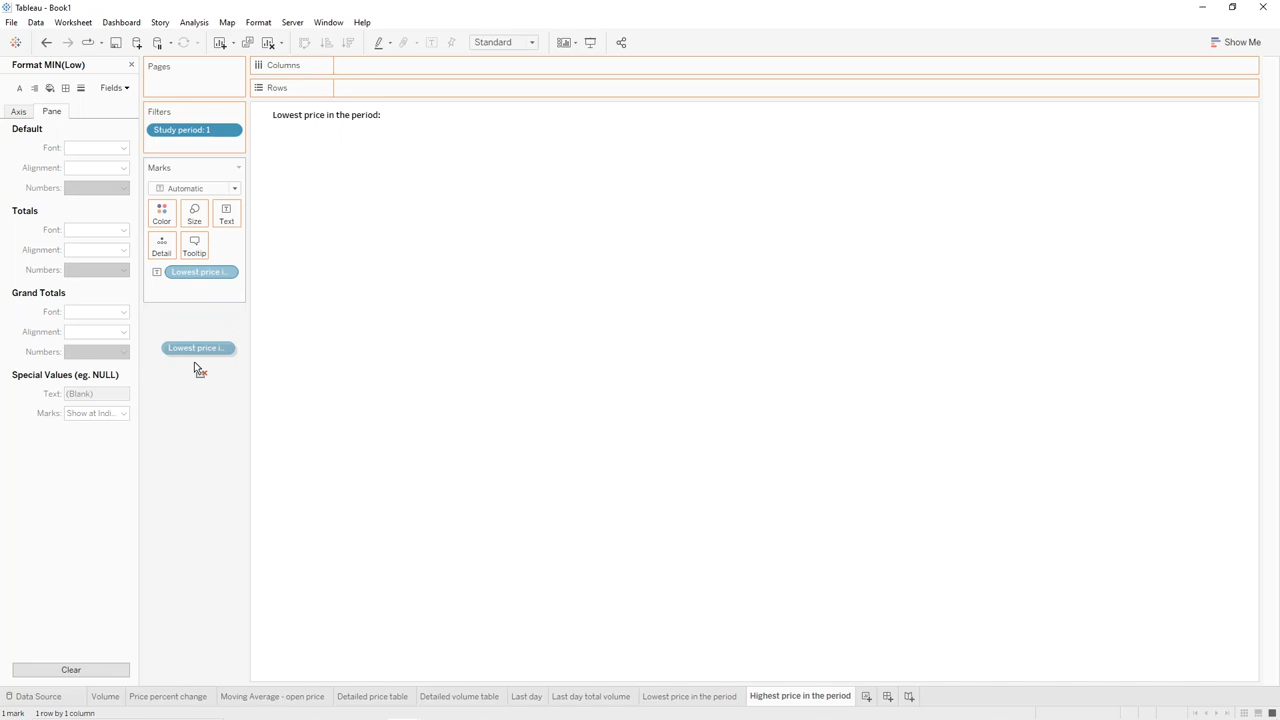 Tableau - Book1
File Data Worksheet Dashboard Story Analysis Map Format Server Window Help
Standard
Show Me
Format MIN(Low)
Fields
Axis Pane
Default
Font:
Alignment:
Numbers:
Totals
Font:
Alignment:
Numbers:
Grand Totals
Font:
Alignment:
Numbers:
Special Values (eg. NULL)
Text: (Blank)
Marks: Show at Indi...
Clear
Pages
Filters
Study period: 1
Marks
Automatic
Color Size Text
Detail Tooltip
Lowest price i..
Lowest price i..
Columns
Rows
Lowest price in the period:
Data Source Volume Price percent change Moving Average - open price Detailed price table Detailed volume table Last day Last day total volume Lowest price in the period Highest price in the period
1 mark 1 row by 1 column